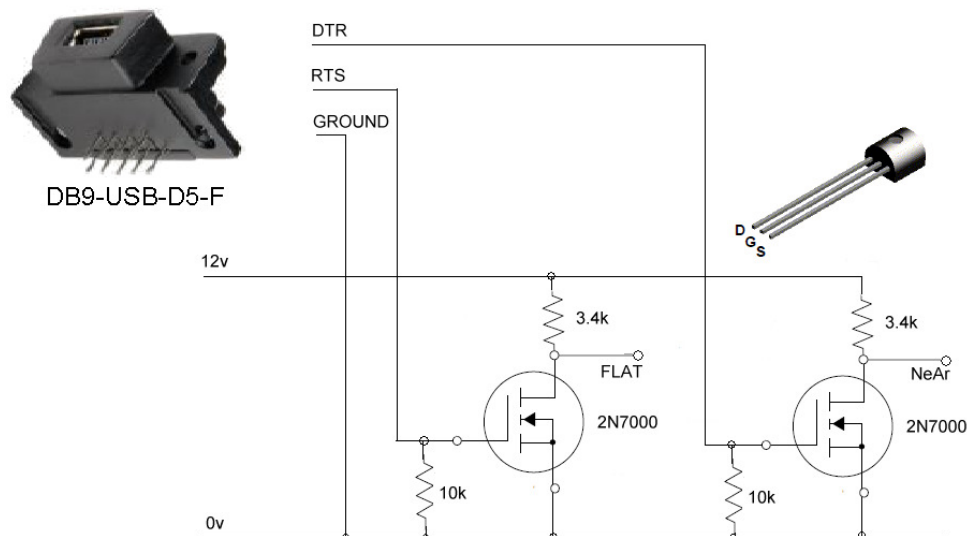 DTR
RTS
GROUND
DB9-USB-D5-F
D
G
S
12v
3.4k
3.4k
FLAT
NeAr
2N7000
2N7000
10k
10k
0v